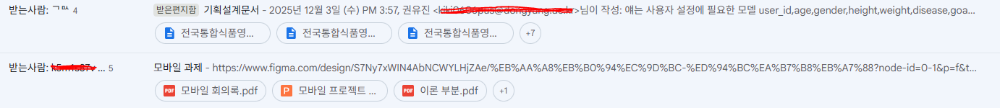 받는사람: ᄀᄆ 4 받은편지함 기획설계문서 - 2025년 12월 3일 (수) PM 3:57, 권유진 < >님이 작성: 얘는 사용자 설정에 필요한 모델 user_id,age,gender,height,weight,disease,goa...
전국통합식품영... 전국통합식품영... 전국통합식품영... +7
받는사람: ... 5 모바일 과제 - https://www.figma.com/design/S7Ny7xWIN4AbNCWYLHjZAe/%EB%AA%A8%EB%B0%94%EC%9D%BC-%ED%94%BC%EA%B7%B8%EB%A7%88?node-id=0-1&p=f&t...
PDF 모바일 회의록.pdf P 모바일 프로젝트 ... PDF 이론 부분.pdf +1